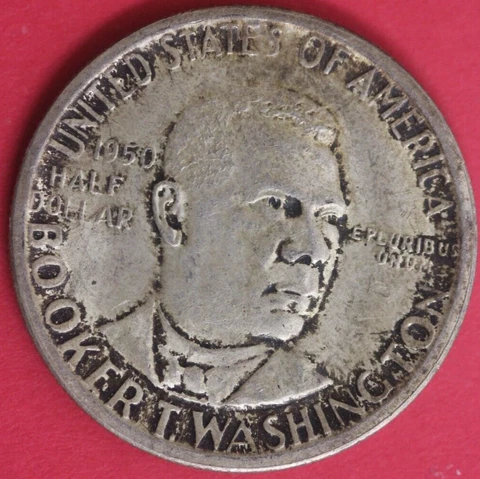 UNITED STATES OF AMERICA
1950
HALF
DOLLAR
E PLURIBUS
UNUM
BOOKER T. WASHINGTON